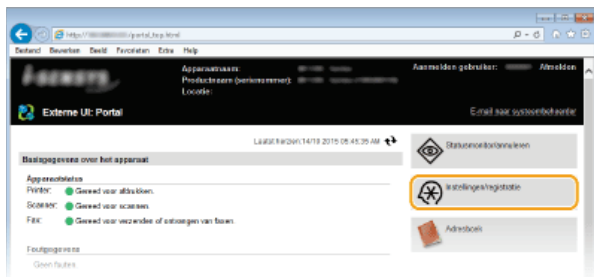 /portal_top.html
Bestand Bewerken Beeld Favorieten Extra Help
Apparaatnaam:
Productnaam (serienummer):
Locatie:
Aanmelden gebruiker: Afmelden
Externe UI: Portal
E-mail naar systeembeheerder
Laatst herzien:14/10 2015 05:45:35 AM
Basisgegevens over het apparaat
Apparaatstatus
Printer: Gereed voor afdrukken.
Scanner: Gereed voor scannen.
Fax: Gereed voor verzenden of ontvangen van faxen.
Foutgegevens
Geen fouten.
Statusmonitor/annuleren
Instellingen/registratie
Adresboek